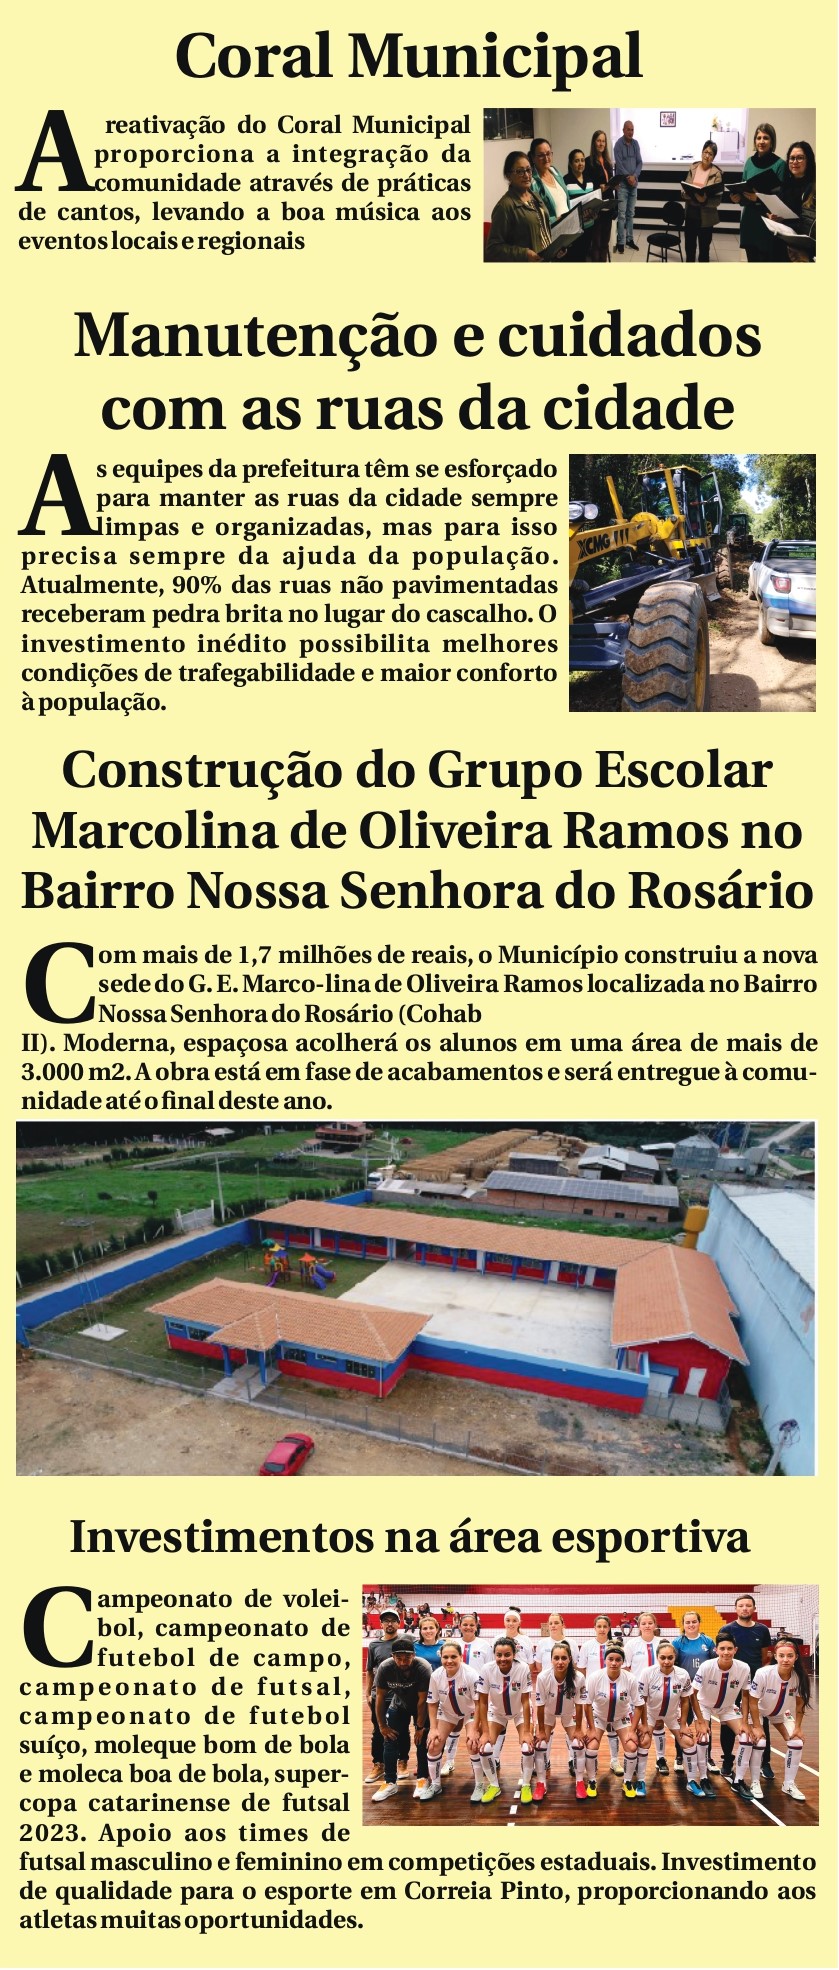 Coral Municipal
A reativação do Coral Municipal
proporciona a integração da
comunidade através de práticas
de cantos, levando a boa música aos
eventos locais e regionais
Manutenção e cuidados
com as ruas da cidade
As equipes da prefeitura têm se esforçado
para manter as ruas da cidade sempre
limpas e organizadas, mas para isso
precisa sempre da ajuda da população.
Atualmente, 90% das ruas não pavimentadas
receberam pedra brita no lugar do cascalho. O
investimento inédito possibilita melhores
condições de trafegabilidade e maior conforto
à população.
XCMG
Construção do Grupo Escolar
Marcolina de Oliveira Ramos no
Bairro Nossa Senhora do Rosário
Com mais de 1,7 milhões de reais, o Município construiu a nova
sede do G. E. Marco-lina de Oliveira Ramos localizada no Bairro
Nossa Senhora do Rosário (Cohab
II). Moderna, espaçosa acolherá os alunos em uma área de mais de
3.000 m2. A obra está em fase de acabamentos e será entregue à comu-
nidade até o final deste ano.
Investimentos na área esportiva
Campeonato de volei-
bol, campeonato de
futebol de campo,
campeonato de futsal,
campeonato de futebol
suíço, moleque bom de bola
e moleca boa de bola, super-
copa catarinense de futsal
2023. Apoio aos times de
futsal masculino e feminino em competições estaduais. Investimento
de qualidade para o esporte em Correia Pinto, proporcionando aos
atletas muitas oportunidades.
16